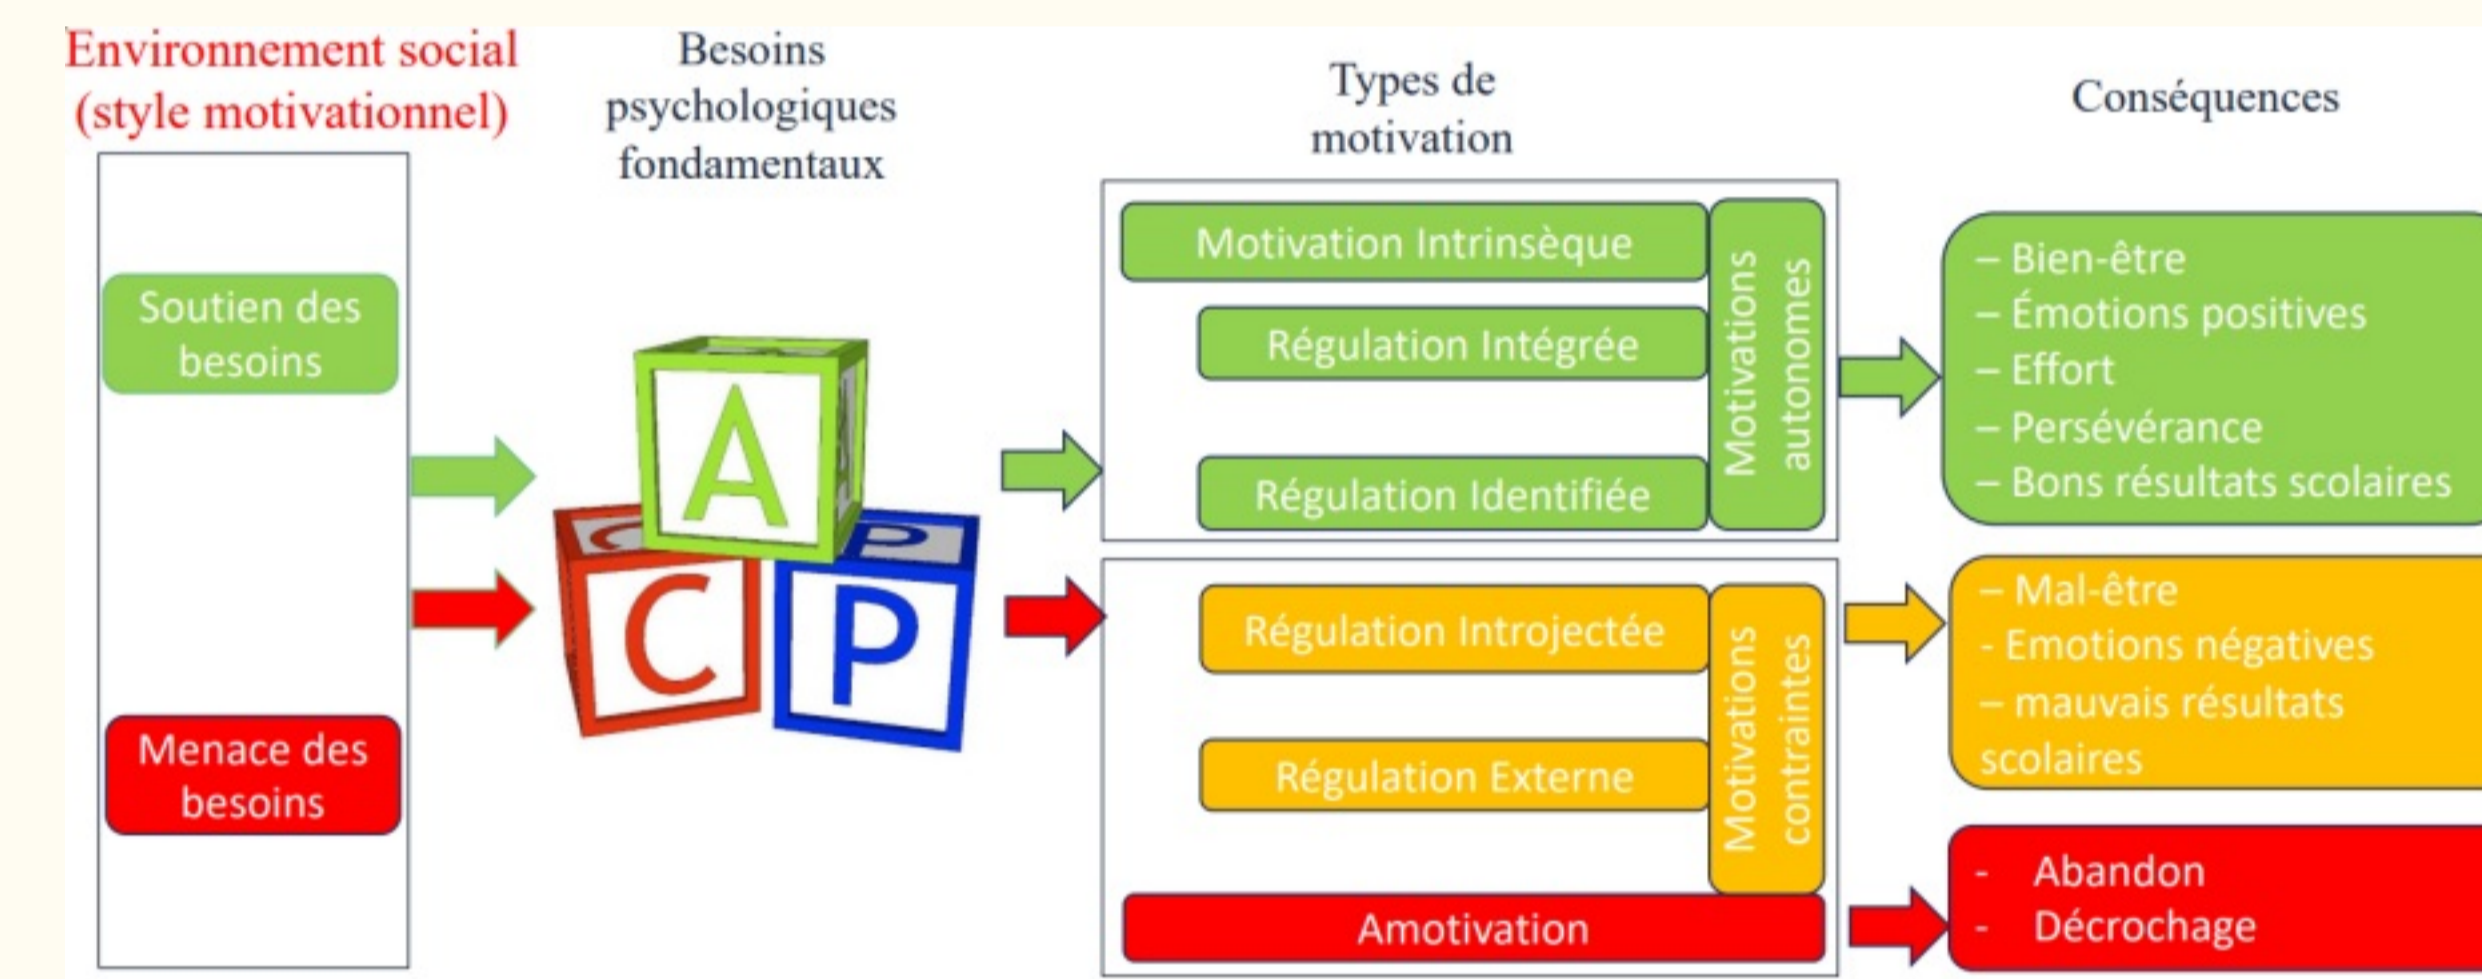 Environnement social
(style motivationnel)
Soutien des
besoins
Menace des
besoins
Besoins
psychologiques
fondamentaux
A
C
P
C
P
Types de
motivation
Motivation Intrinsèque
Régulation Intégrée
Régulation Identifiée
Motivations
autonomes
Régulation Introjectée
Régulation Externe
Motivations
contraintes
Amotivation
Conséquences
– Bien-être
– Émotions positives
– Effort
– Persévérance
– Bons résultats scolaires
– Mal-être
- Emotions négatives
– mauvais résultats
scolaires
- Abandon
- Décrochage